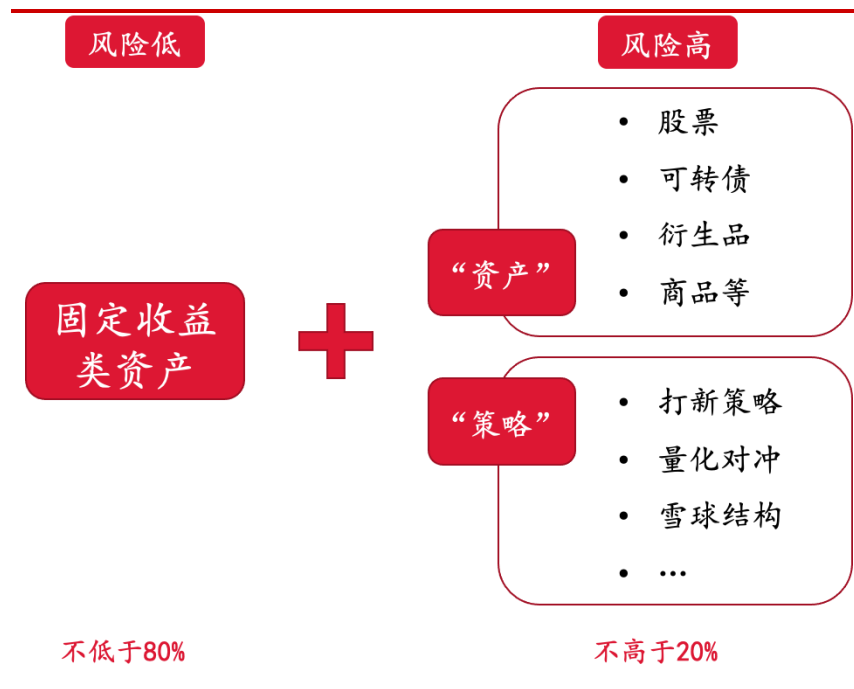 风险低
风险高
固定收益
类资产
“资产”
• 股票
• 可转债
• 衍生品
• 商品等
“策略”
• 打新策略
• 量化对冲
• 雪球结构
• …
不低于80%
不高于20%